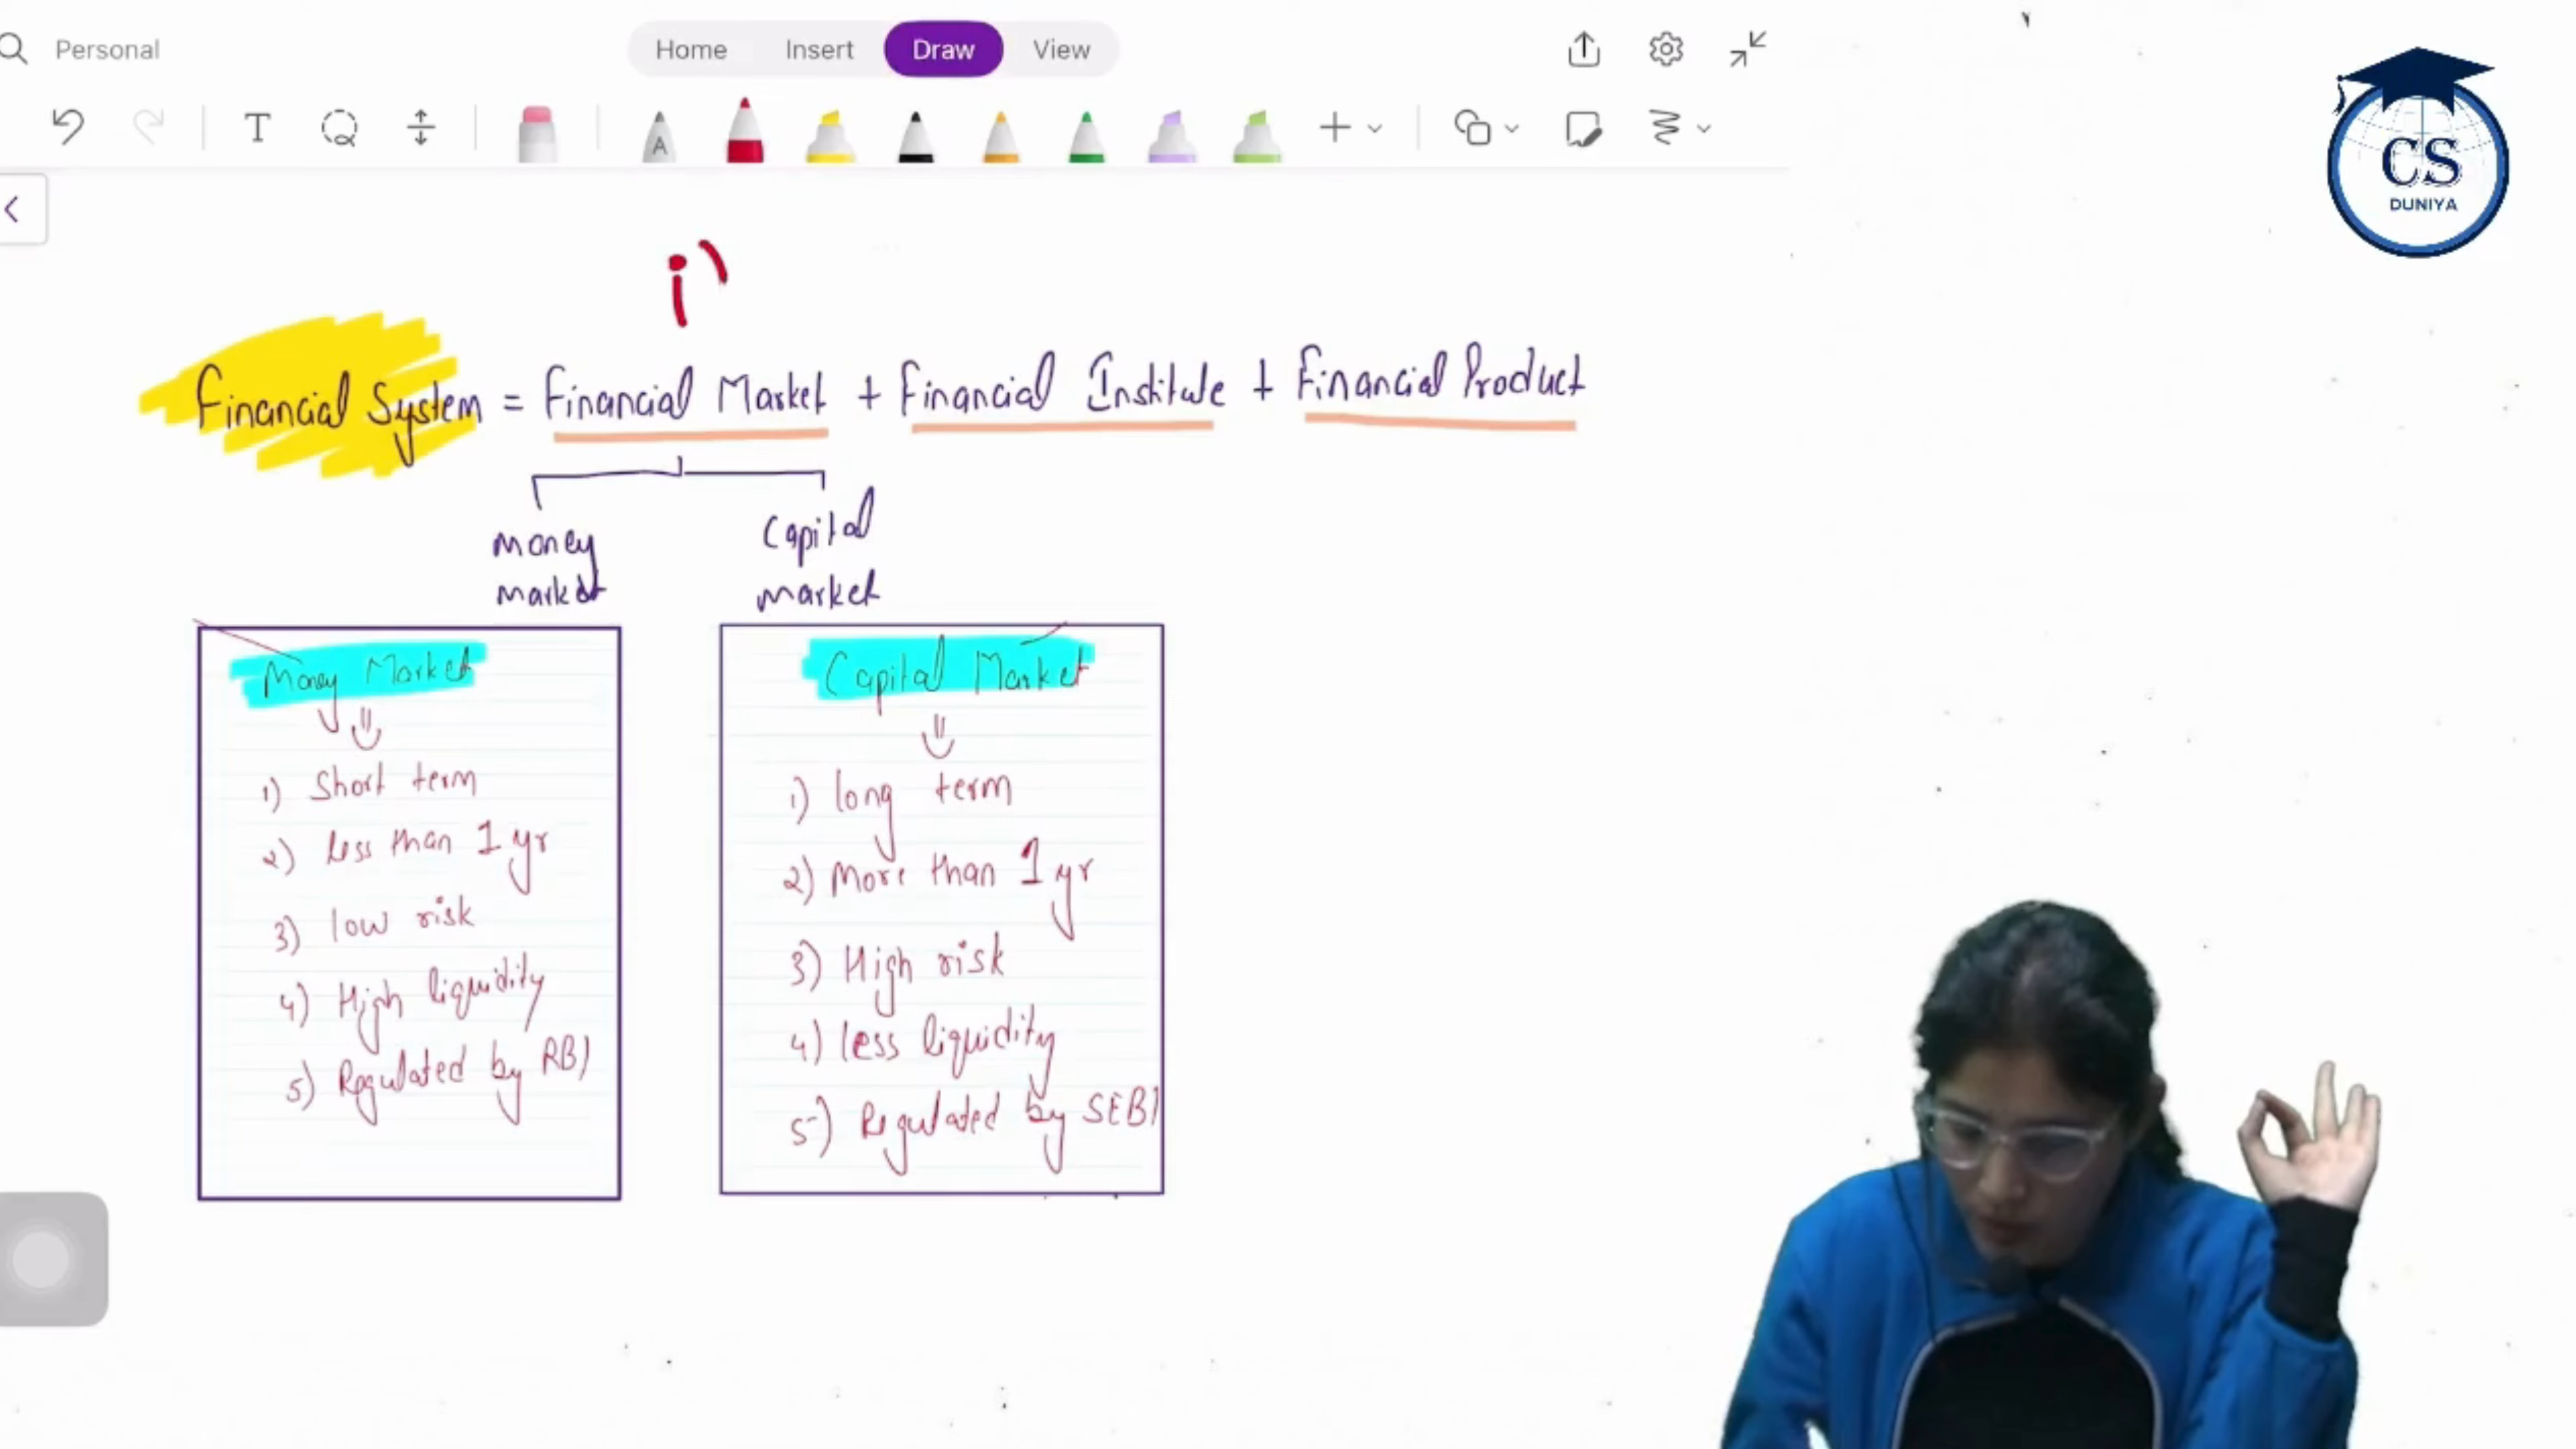 Personal
Home Insert Draw View
CS
DUNIYA
T
A
i)
Financial System = Financial Market + Financial Institute + Financial Product
Money market
Capital market
Money Market
1) Short term
2) less than 1 yr
3) low risk
4) High liquidity
5) Regulated by RBI
Capital Market
1) long term
2) More than 1 yr
3) High risk
4) less liquidity
5) Regulated by SEBI